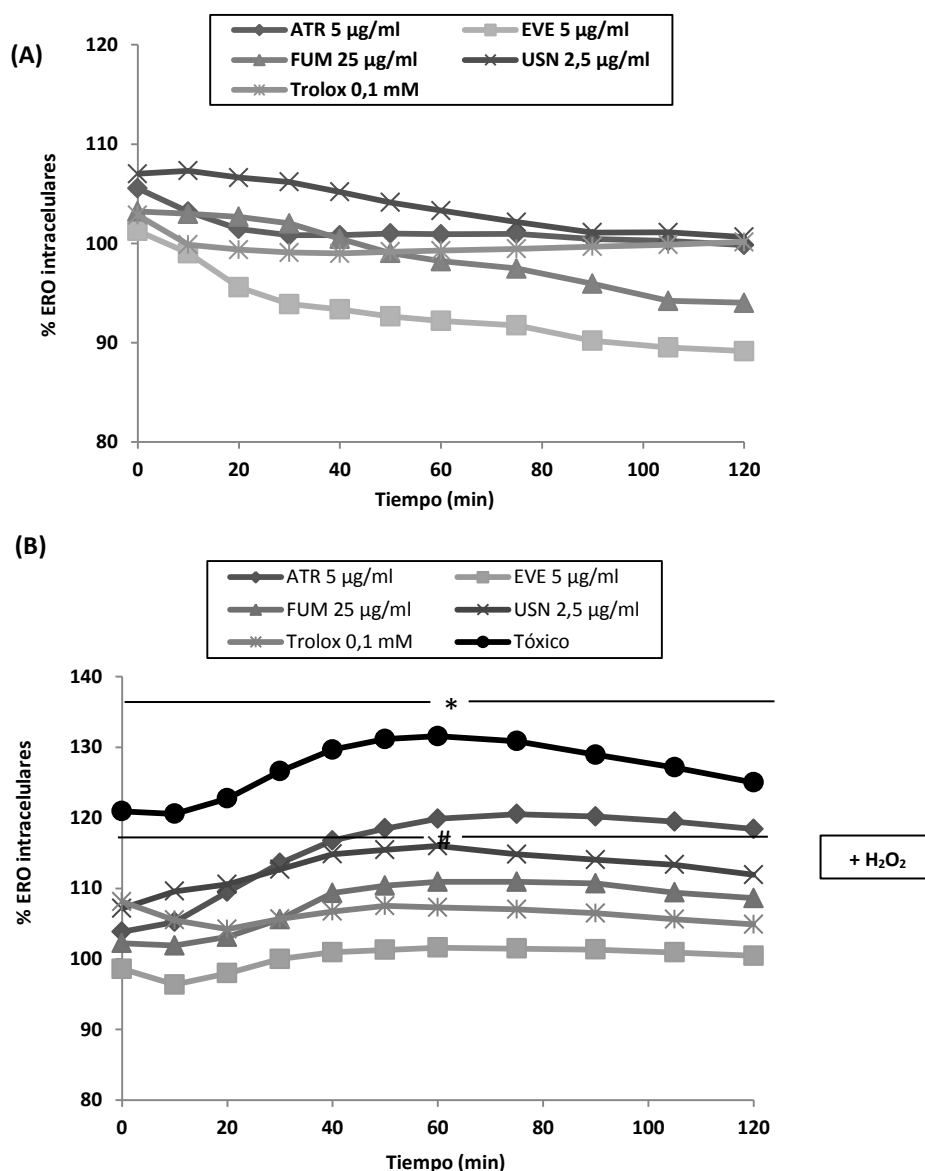 (A)
ATR 5 µg/ml EVE 5 µg/ml
FUM 25 µg/ml USN 2,5 µg/ml
Trolox 0,1 mM
120
110
100
90
80
% ERO intracelulares
0 20 40 60 80 100 120
Tiempo (min)
(B)
ATR 5 µg/ml EVE 5 µg/ml
FUM 25 µg/ml USN 2,5 µg/ml
Trolox 0,1 mM Tóxico
140
*
130
120
#
110
100
90
80
% ERO intracelulares
+ H₂O₂
0 20 40 60 80 100 120
Tiempo (min)